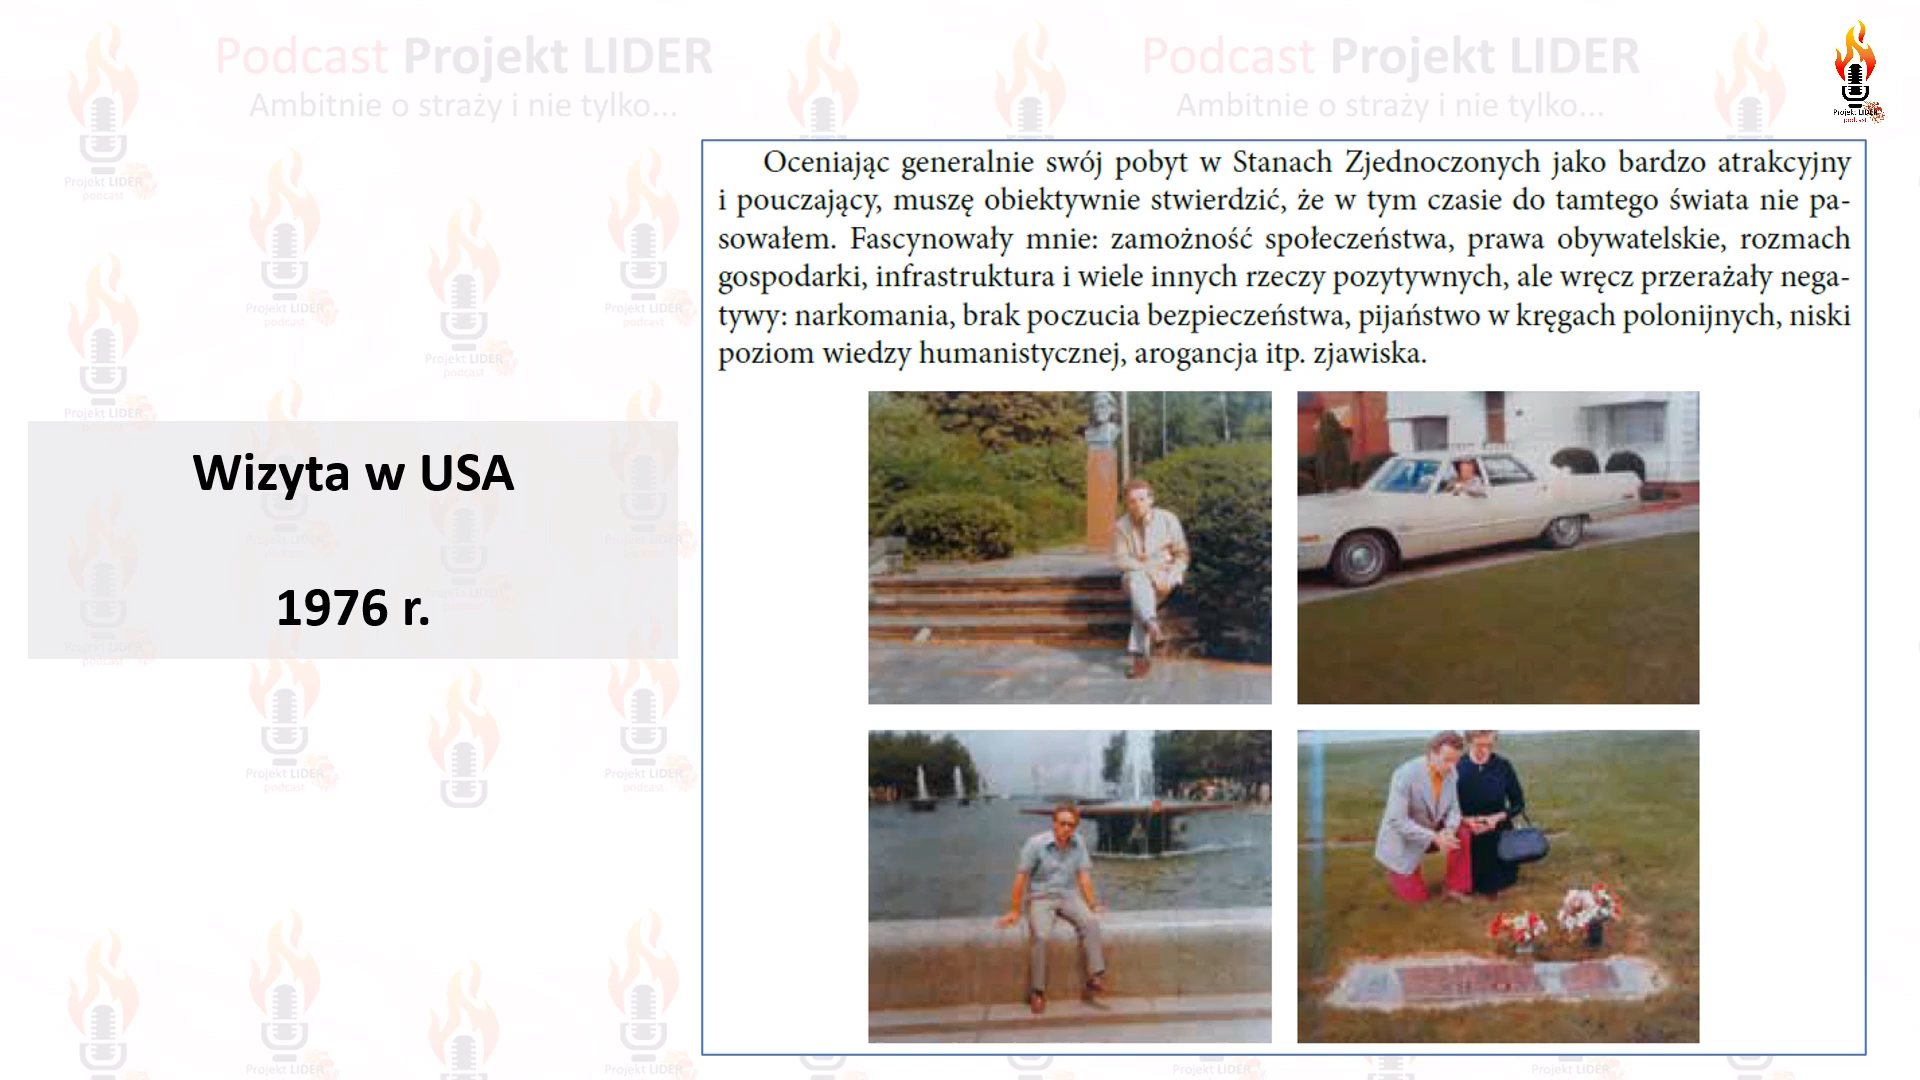 Podcast Projekt LIDER
Ambitnie o straży i nie tylko...
Podcast Projekt LIDER
Ambitnie o straży i nie tylko...
Projekt LIDER
podcast
Wizyta w USA
1976 r.
Oceniając generalnie swój pobyt w Stanach Zjednoczonych jako bardzo atrakcyjny
i pouczający, muszę obiektywnie stwierdzić, że w tym czasie do tamtego świata nie pa-
sowałem. Fascynowały mnie: zamożność społeczeństwa, prawa obywatelskie, rozmach
gospodarki, infrastruktura i wiele innych rzeczy pozytywnych, ale wręcz przerażały nega-
tywy: narkomania, brak poczucia bezpieczeństwa, pijaństwo w kręgach polonijnych, niski
poziom wiedzy humanistycznej, arogancja itp. zjawiska.